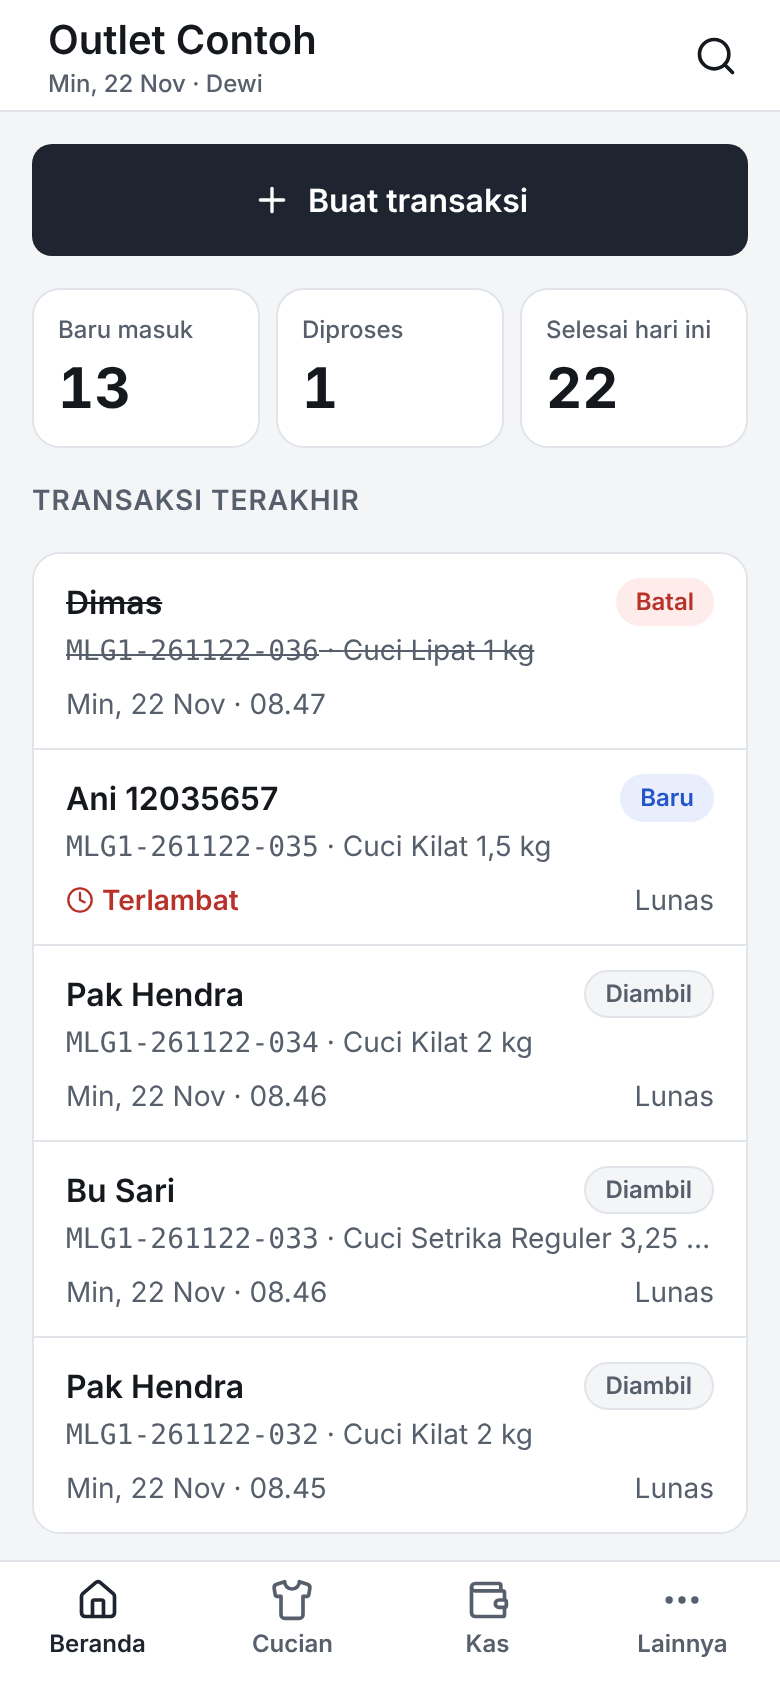 Outlet Contoh
Min, 22 Nov · Dewi
Buat transaksi
Baru masuk
13
Diproses
1
Selesai hari ini
22
TRANSAKSI TERAKHIR
Dimas
Batal
MLG1-261122-036 · Cuci Lipat 1 kg
Min, 22 Nov · 08.47
Ani 12035657
Baru
MLG1-261122-035 · Cuci Kilat 1,5 kg
Terlambat
Lunas
Pak Hendra
Diambil
MLG1-261122-034 · Cuci Kilat 2 kg
Min, 22 Nov · 08.46
Lunas
Bu Sari
Diambil
MLG1-261122-033 · Cuci Setrika Reguler 3,25 ...
Min, 22 Nov · 08.46
Lunas
Pak Hendra
Diambil
MLG1-261122-032 · Cuci Kilat 2 kg
Min, 22 Nov · 08.45
Lunas
Beranda
Cucian
Kas
Lainnya